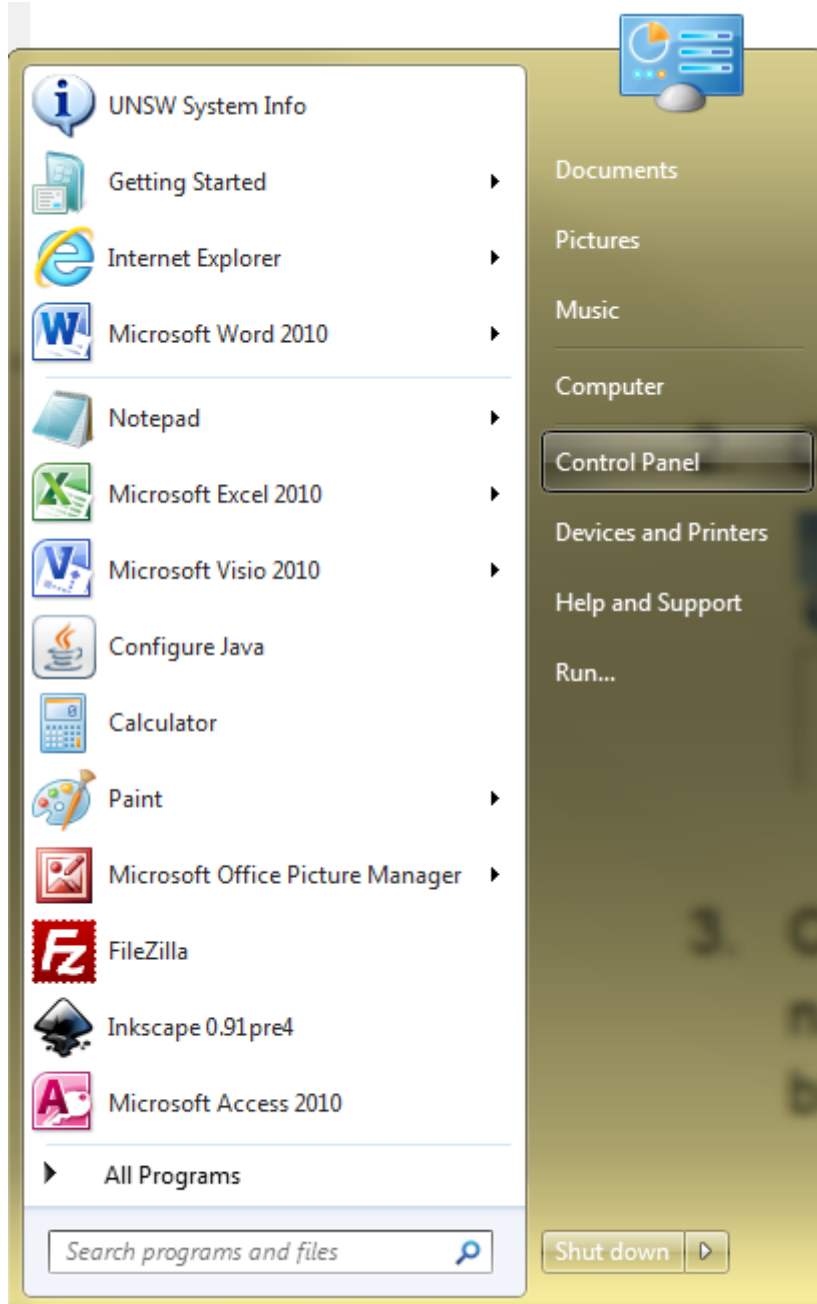 UNSW System Info
Getting Started
Internet Explorer
Microsoft Word 2010
Notepad
Microsoft Excel 2010
Microsoft Visio 2010
Configure Java
Calculator
Paint
Microsoft Office Picture Manager
FileZilla
Inkscape 0.91pre4
Microsoft Access 2010
All Programs
Search programs and files
Documents
Pictures
Music
Computer
Control Panel
Devices and Printers
Help and Support
Run...
3.
Shut down